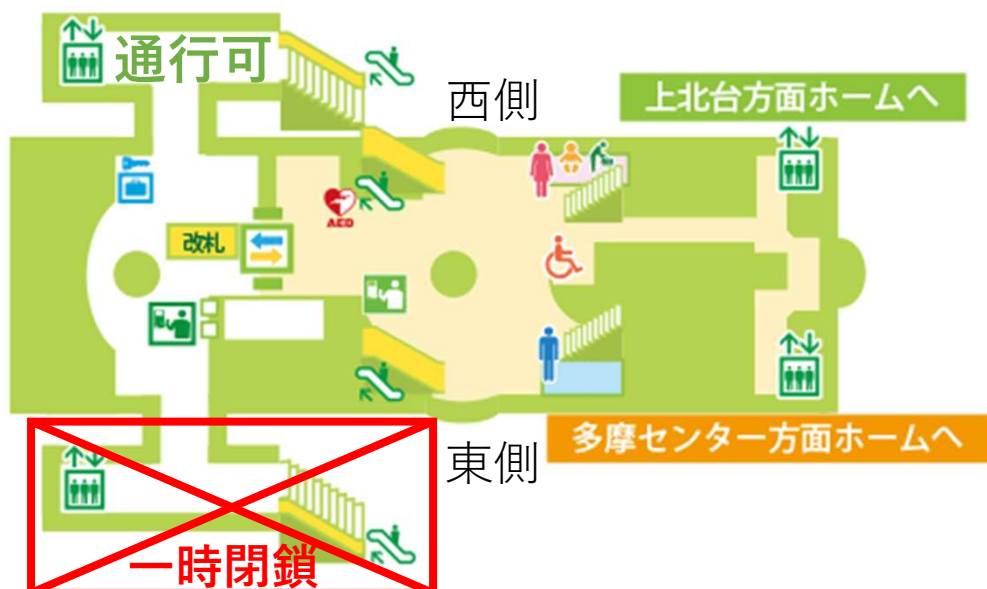 通行可
西側
上北台方面ホームへ
AED
改札
東側
多摩センター方面ホームへ
一時閉鎖